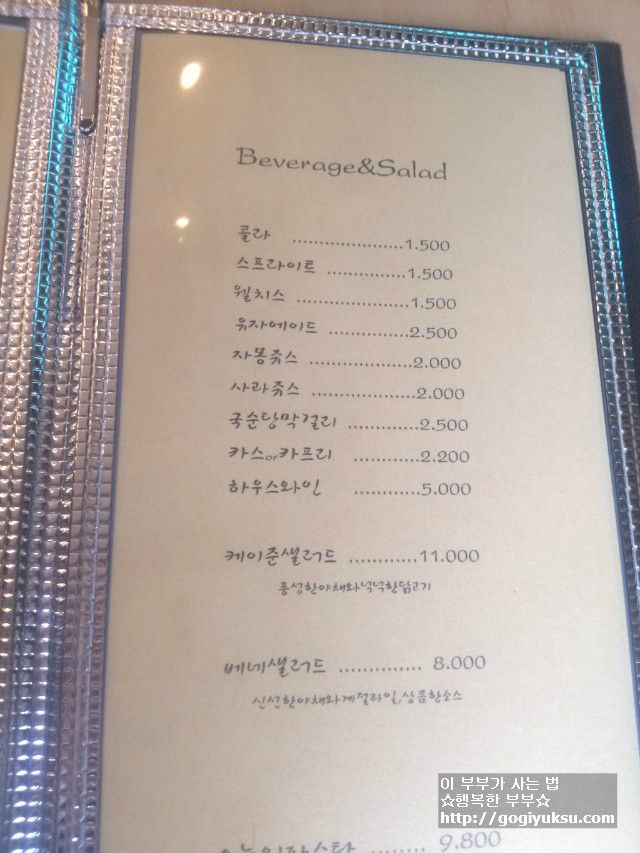 Beverage&Salad
콜라 .....................1.500
스프라이트 ...............1.500
웰치스 .....................1.500
유자에이드 ...............2.500
자몽쥬스 ...................2.000
사과쥬스 ...................2.000
국순당막걸리 .............2.500
카스or카프리 ............2.200
하우스와인 ............5.000
케이준샐러드 ............11.000
풍성한야채와넉넉한닭고기
베네샐러드 .............. 8.000
신선한야채와계절과일,상큼한소스
........ 9.800
이 부부가 사는 법
☆행복한 부부☆
http://gogiyuksu.com